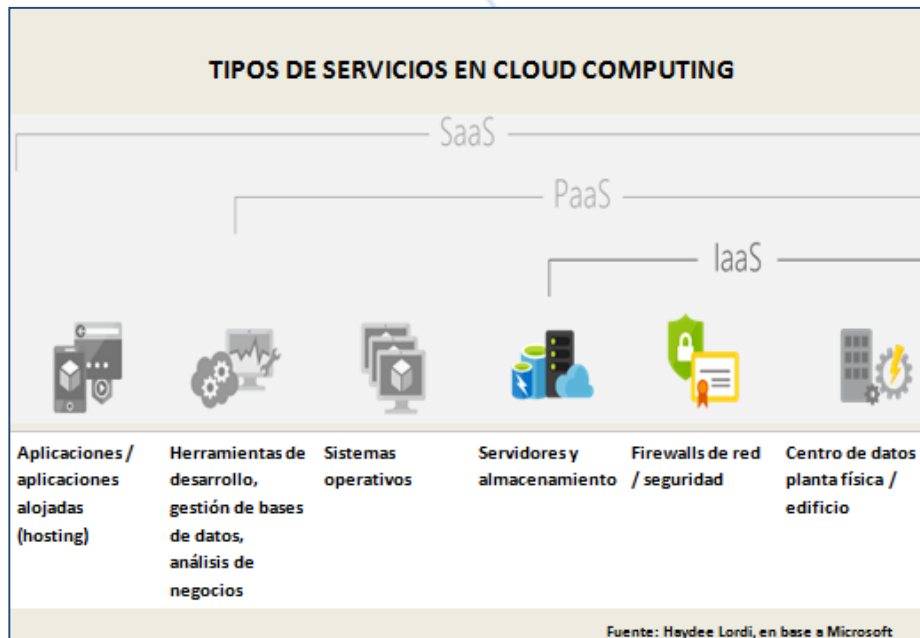 TIPOS DE SERVICIOS EN CLOUD COMPUTING
SaaS
PaaS
IaaS
Aplicaciones /
aplicaciones
alojadas
(hosting)
Herramientas de
desarrollo,
gestión de bases
de datos,
análisis de
negocios
Sistemas
operativos
Servidores y
almacenamiento
Firewalls de red
/ seguridad
Centro de datos
planta física /
edificio
Fuente: Haydee Lordi, en base a Microsoft